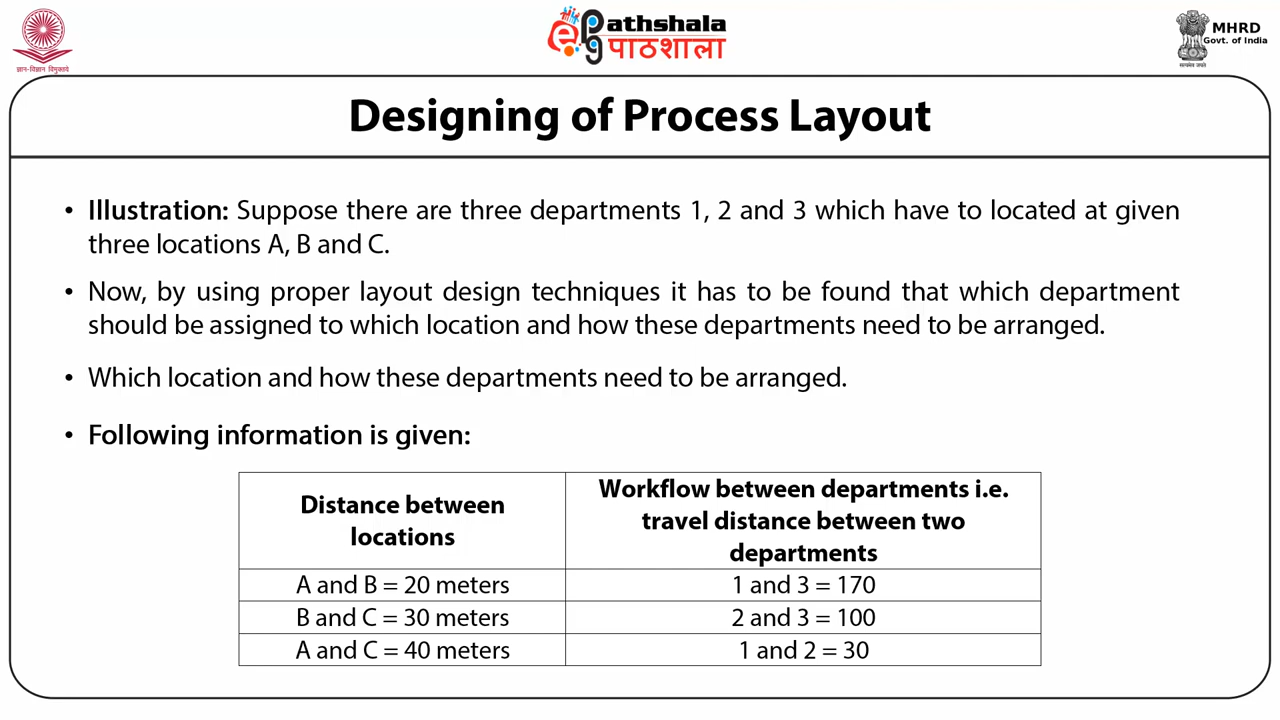 ज्ञान-विज्ञान विमुक्तये
Pathshala
पाठशाला
MHRD
Govt. of India
सत्यमेव जयते
Designing of Process Layout
• Illustration: Suppose there are three departments 1, 2 and 3 which have to located at given
three locations A, B and C.
• Now, by using proper layout design techniques it has to be found that which department
should be assigned to which location and how these departments need to be arranged.
• Which location and how these departments need to be arranged.
• Following information is given:
Distance between
locations
Workflow between departments i.e.
travel distance between two
departments
A and B = 20 meters
1 and 3 = 170
B and C = 30 meters
2 and 3 = 100
A and C = 40 meters
1 and 2 = 30